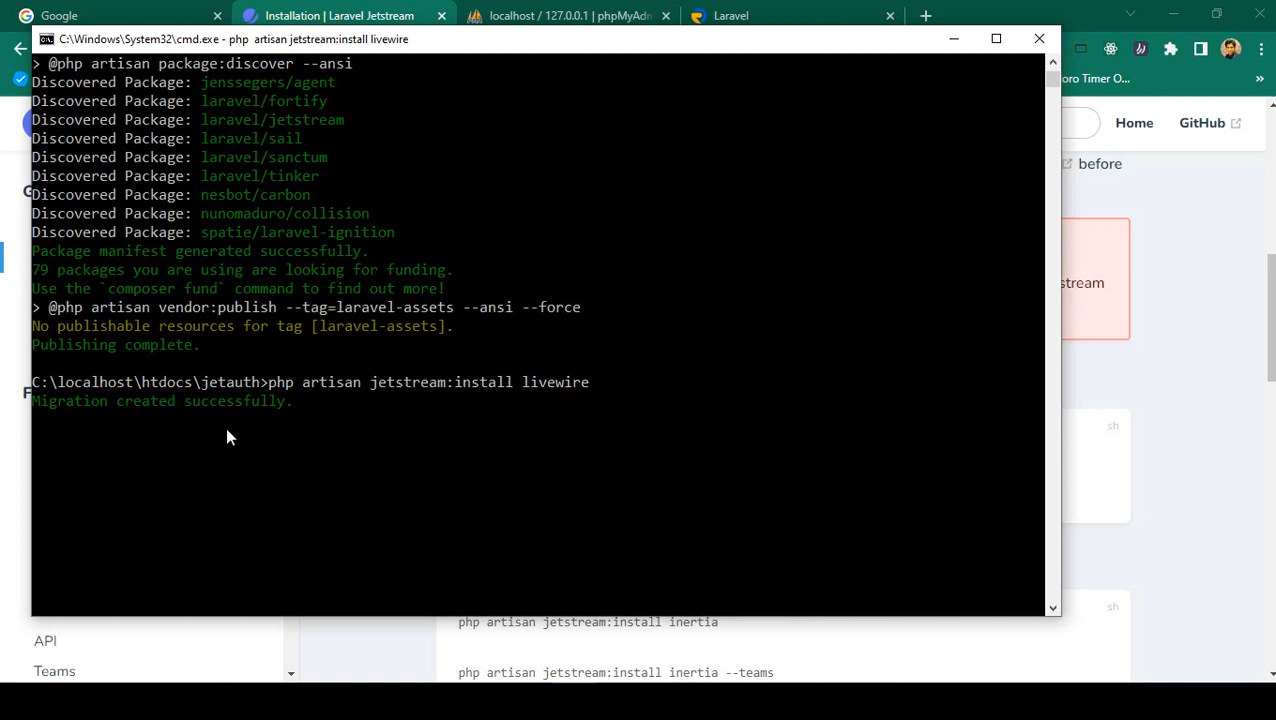 Google
Installation | Laravel Jetstream
localhost / 127.0.0.1 | phpMyAdm
Laravel
C:\Windows\System32\cmd.exe - php artisan jetstream:install livewire
oro Timer O...
> @php artisan package:discover --ansi
Discovered Package: jenssegers/agent
Discovered Package: laravel/fortify
Discovered Package: laravel/jetstream
Discovered Package: laravel/sail
Discovered Package: laravel/sanctum
Discovered Package: laravel/tinker
Discovered Package: nesbot/carbon
Discovered Package: nunomaduro/collision
Discovered Package: spatie/laravel-ignition
Package manifest generated successfully.
79 packages you are using are looking for funding.
Use the `composer fund` command to find out more!
> @php artisan vendor:publish --tag=laravel-assets --ansi --force
No publishable resources for tag [laravel-assets].
Publishing complete.
C:\localhost\htdocs\jetauth>php artisan jetstream:install livewire
Migration created successfully.
Home GitHub
before
stream
sh
sh
php artisan jetstream:install inertia
php artisan jetstream:install inertia --teams
API
Teams